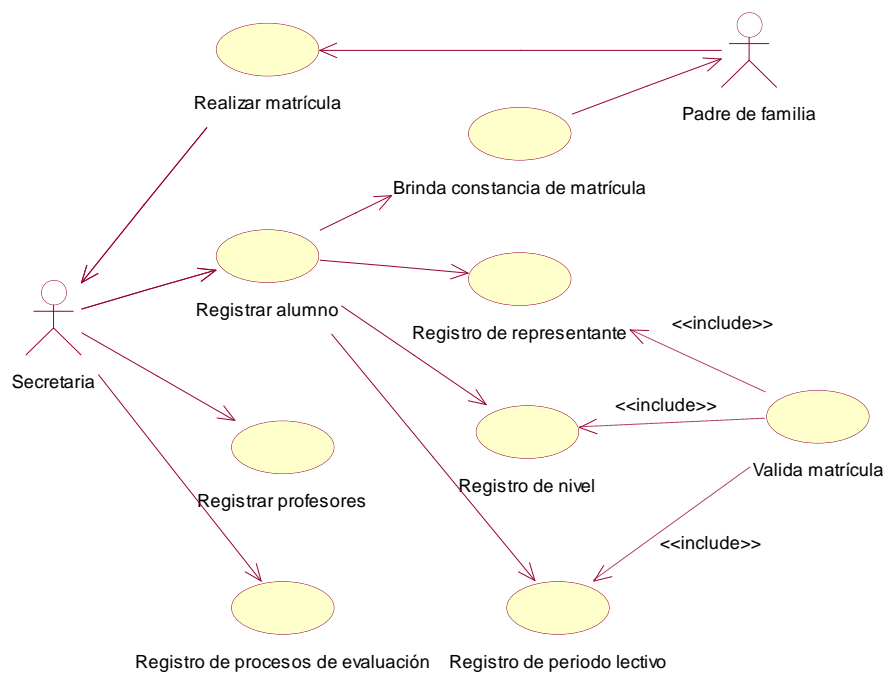 Realizar matrícula
Padre de familia
Brinda constancia de matrícula
Registrar alumno
Registro de representante
<<include>>
Secretaria
<<include>>
Valida matrícula
Registro de nivel
Registrar profesores
<<include>>
Registro de procesos de evaluación
Registro de periodo lectivo